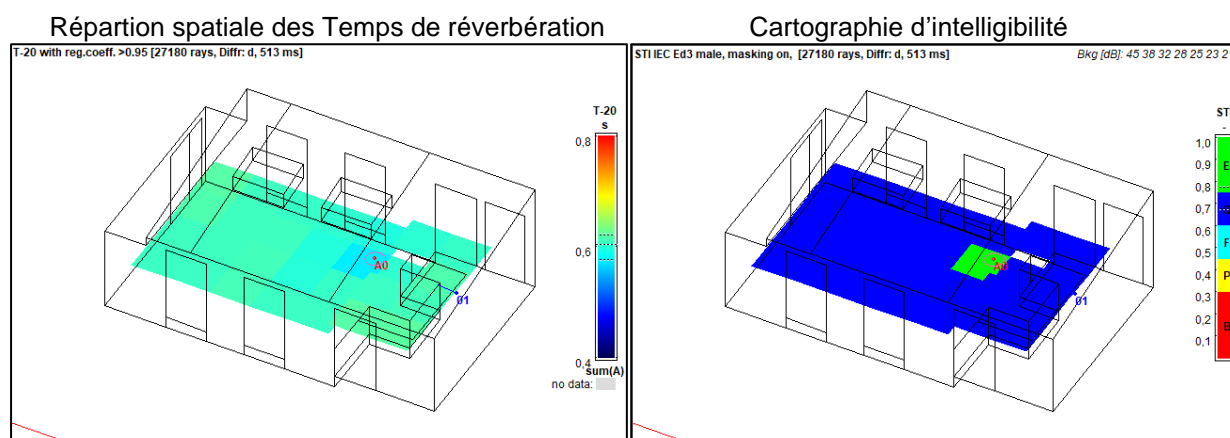 Répartion spatiale des Temps de réverbération
Cartographie d’intelligibilité
T-20 with reg.coeff. >0.95 [27180 rays, Diffr: d, 513 ms]
T-20
s
0,8
0,6
0,4
sum(A)
no data:
A0
01
STI IEC Ed3 male, masking on, [27180 rays, Diffr: d, 513 ms]
Bkg [dB]: 45 38 32 28 25 23 2
ST
-
1,0
0,9
0,8
0,7
0,6
0,5
0,4
0,3
0,2
0,1
E
F
P
B
A0
01